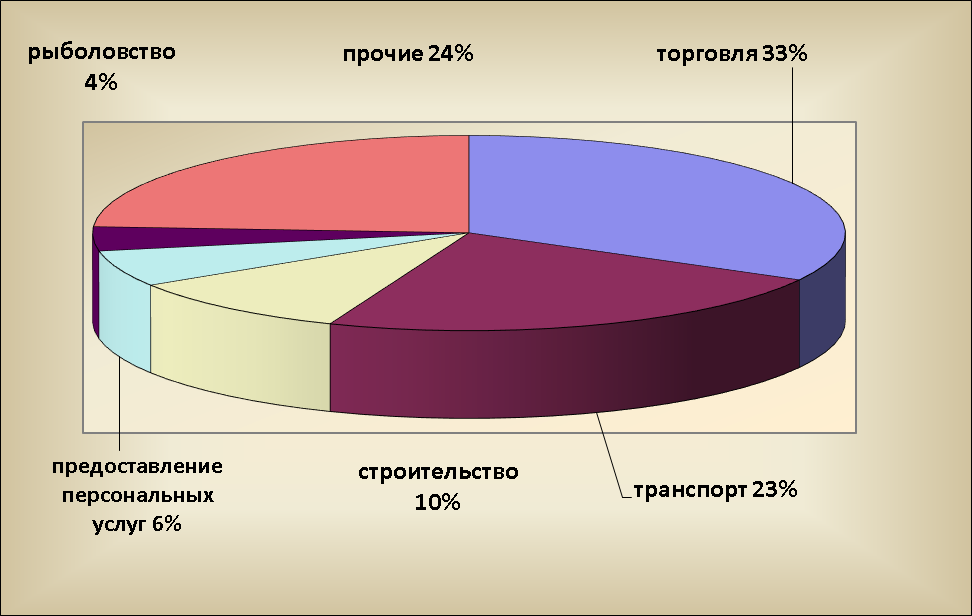 рыболовство
4%
прочие 24%
торговля 33%
предоставление
персональных
услуг 6%
строительство
10%
транспорт 23%